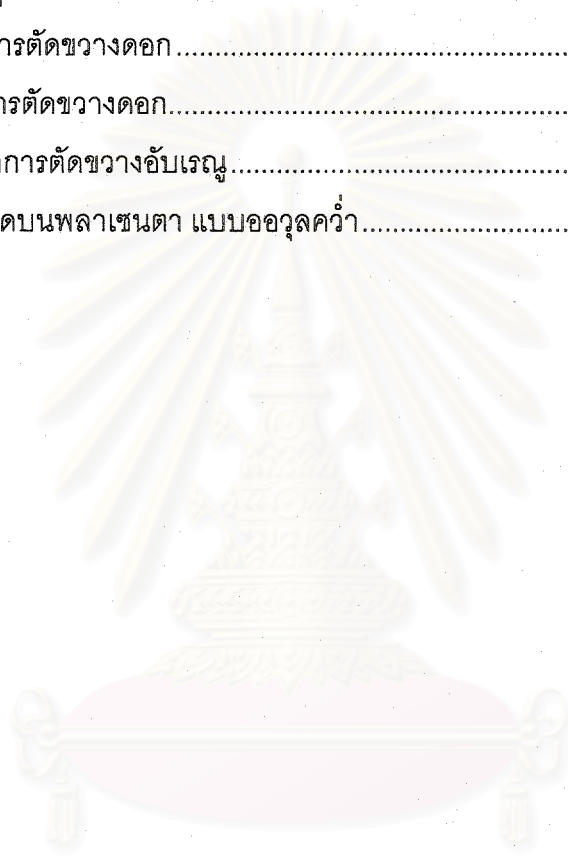 ารตัดขวางดอก
ารตัดขวางดอก
การตัดขวางอับเรณู
ดบนพลาเซนตา แบบออวุลคว่ำ